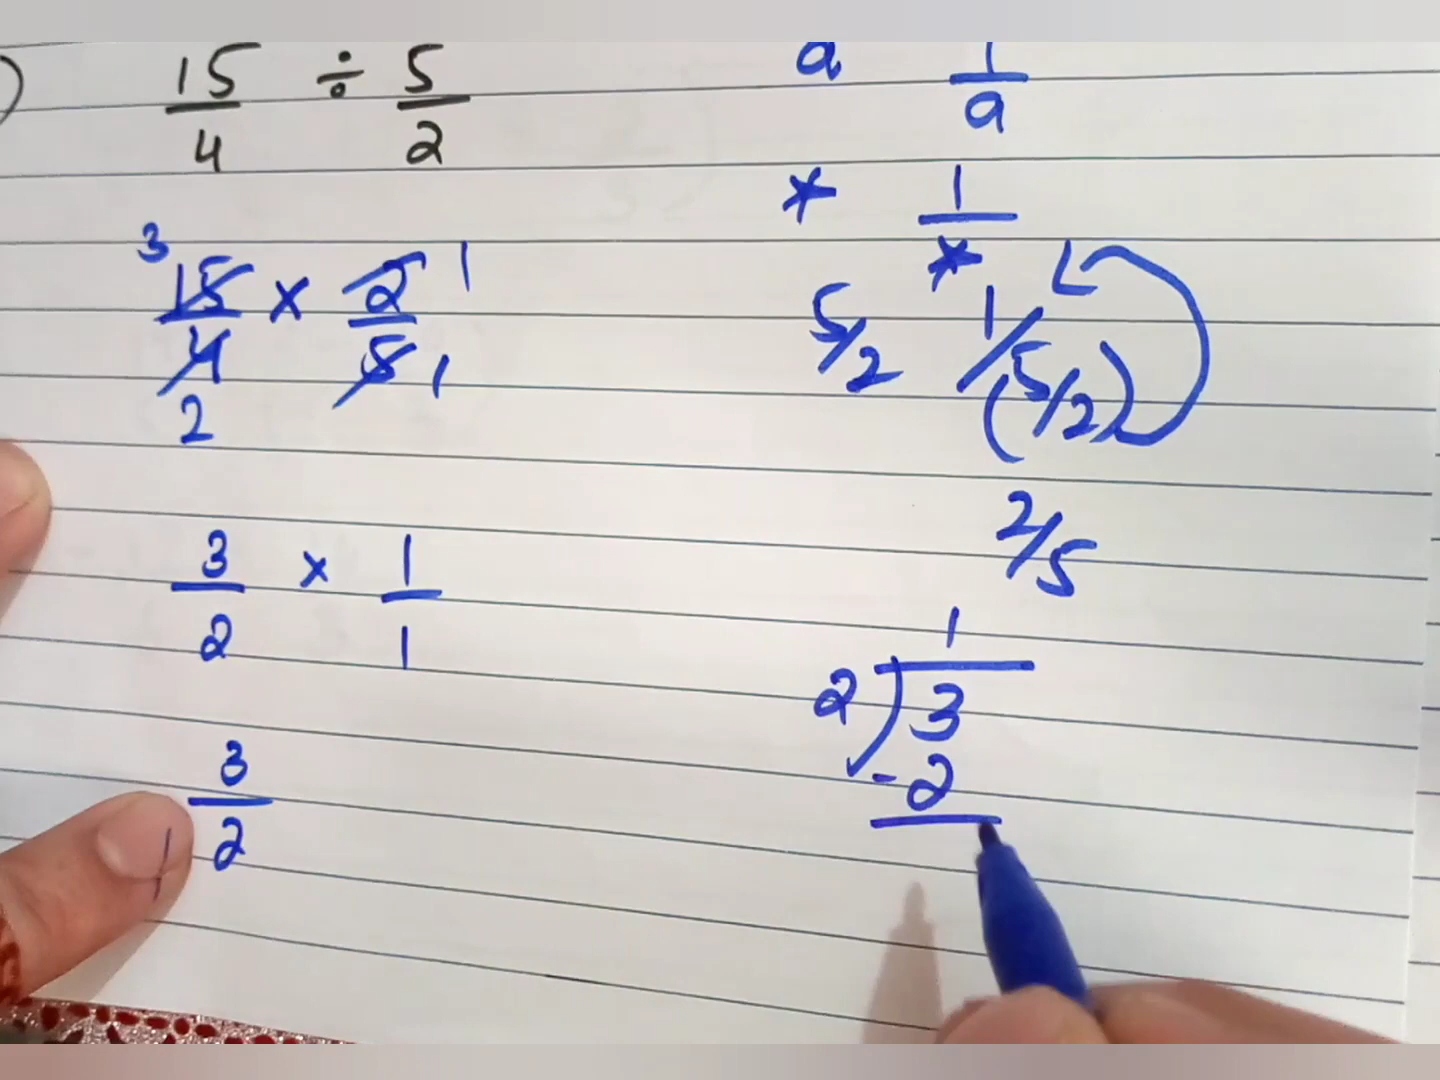 ) 15/4 ÷ 5/2
3 15/4 × 2/5 1
2 1
3/2 × 1/1
3/2
a 1/a
* 1/*
5/2 1/(5/2)
2/5
1
2)3
-2